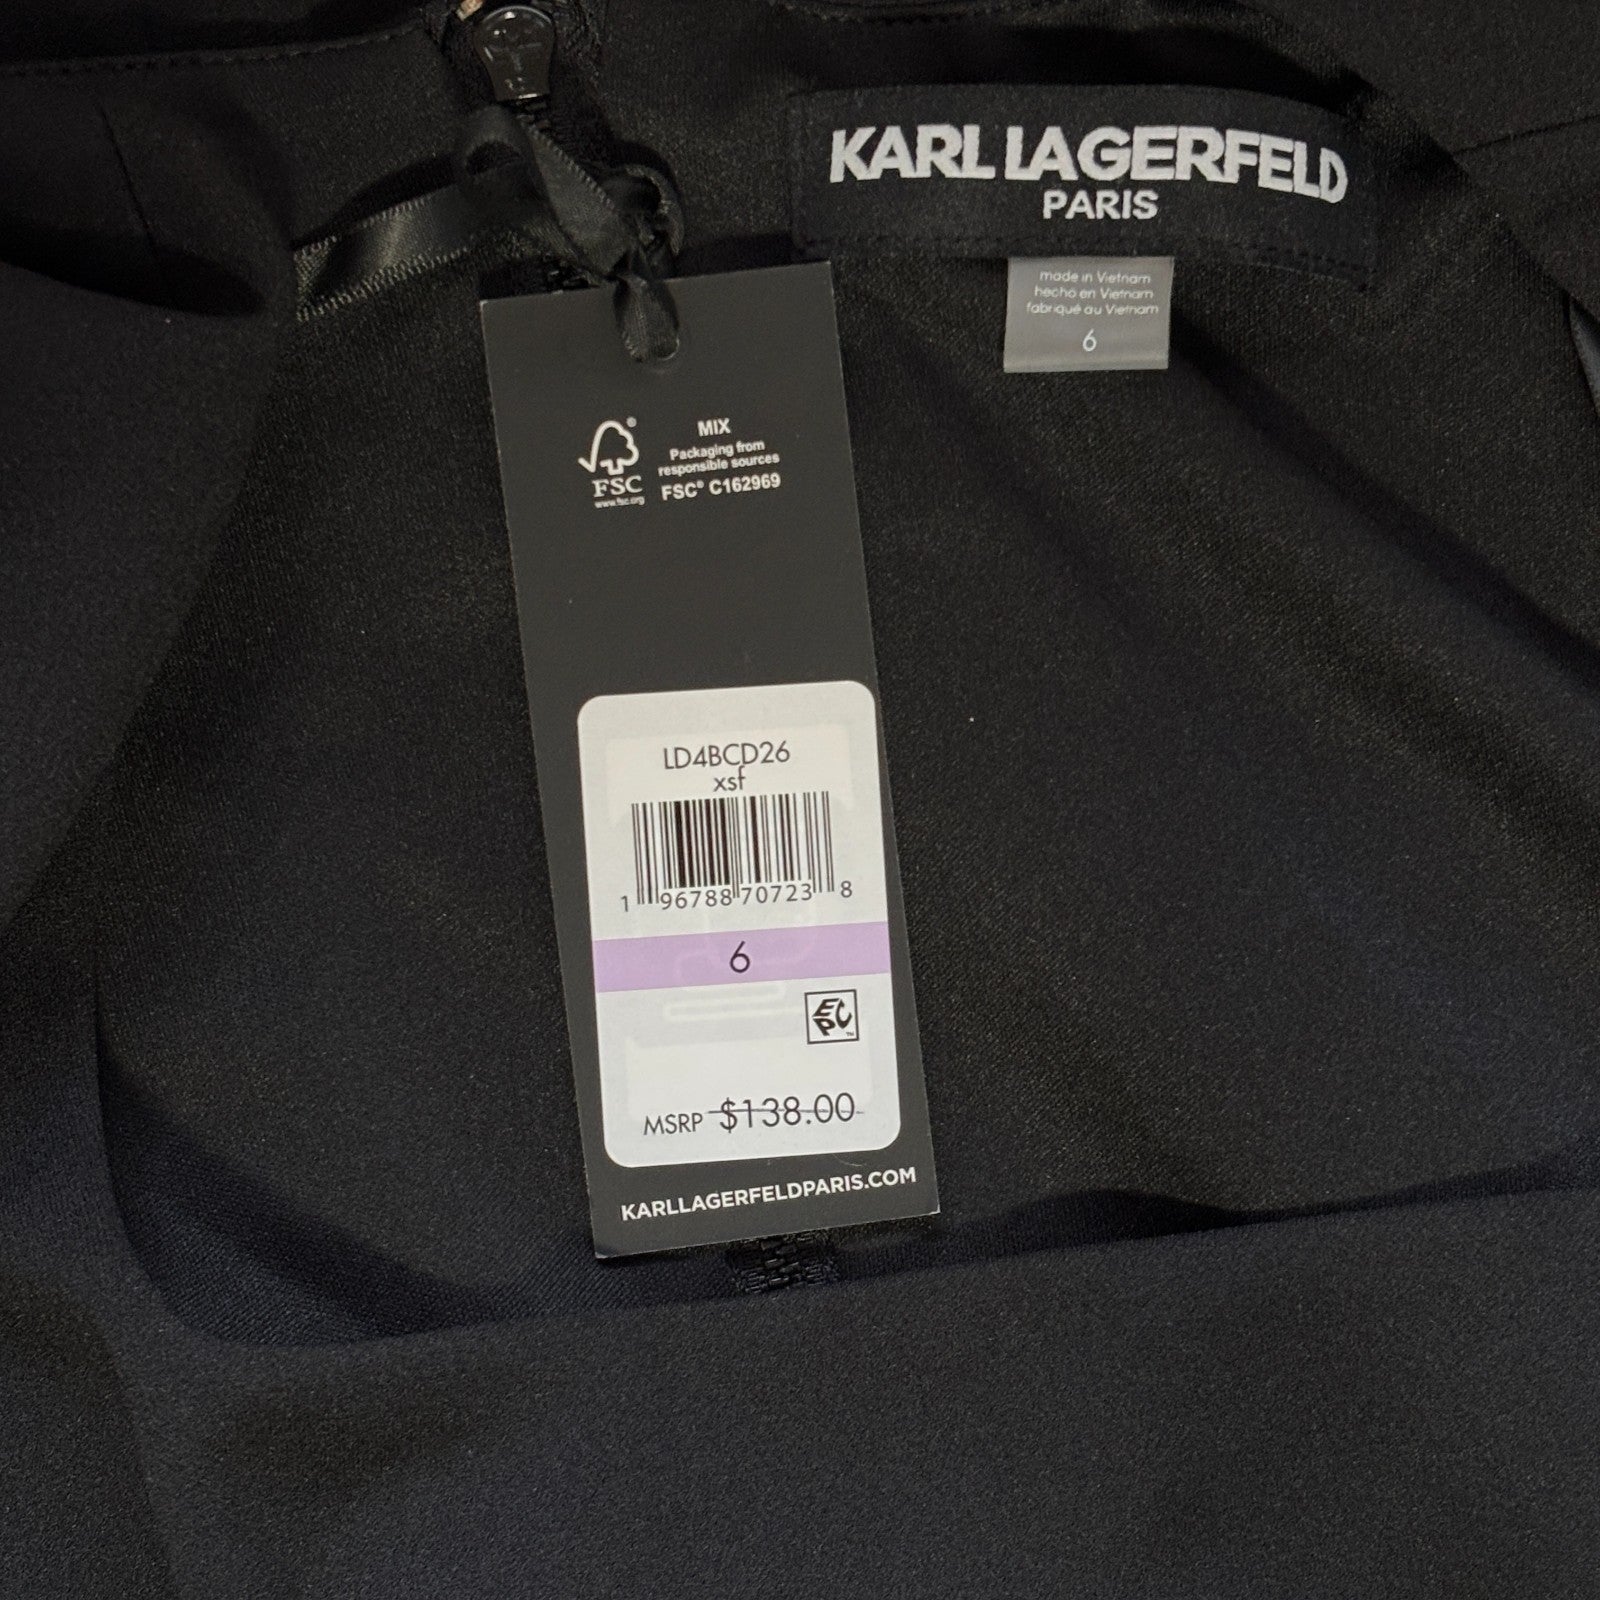 KARL LAGERFELD
PARIS
made in Vietnam
hecho en Vietnam
fabriqué au Vietnam
6
FSC®
www.fsc.org
MIX
Packaging from
responsible sources
FSC® C162969
LD4BCD26
xsf
1 96788 70723 8
6
EPC™
MSRP $138.00
KARLLAGERFELDPARIS.COM